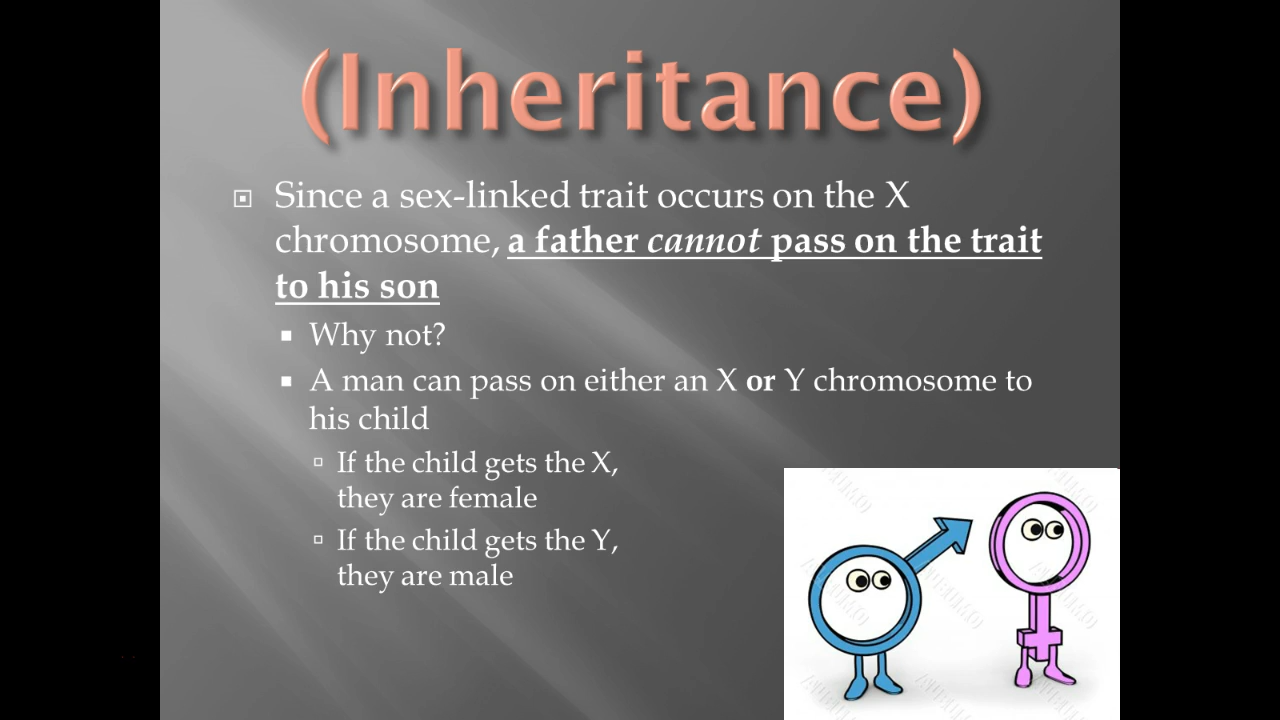 (Inheritance)
Since a sex-linked trait occurs on the X
chromosome, a father cannot pass on the trait
to his son
Why not?
A man can pass on either an X or Y chromosome to
his child
If the child gets the X,
they are female
If the child gets the Y,
they are male